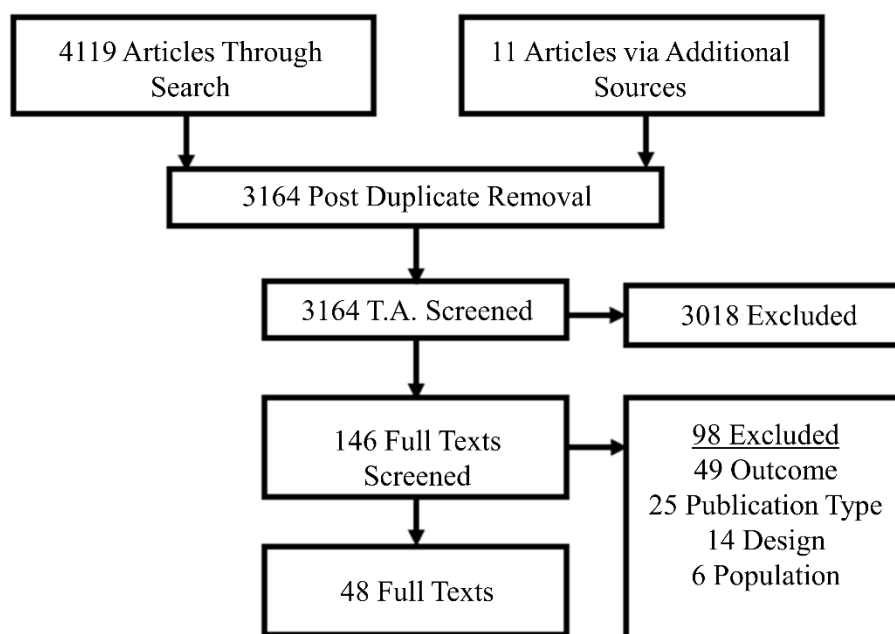 4119 Articles Through
Search
11 Articles via Additional
Sources
3164 Post Duplicate Removal
3164 T.A. Screened
3018 Excluded
146 Full Texts
Screened
98 Excluded
49 Outcome
25 Publication Type
14 Design
6 Population
48 Full Texts